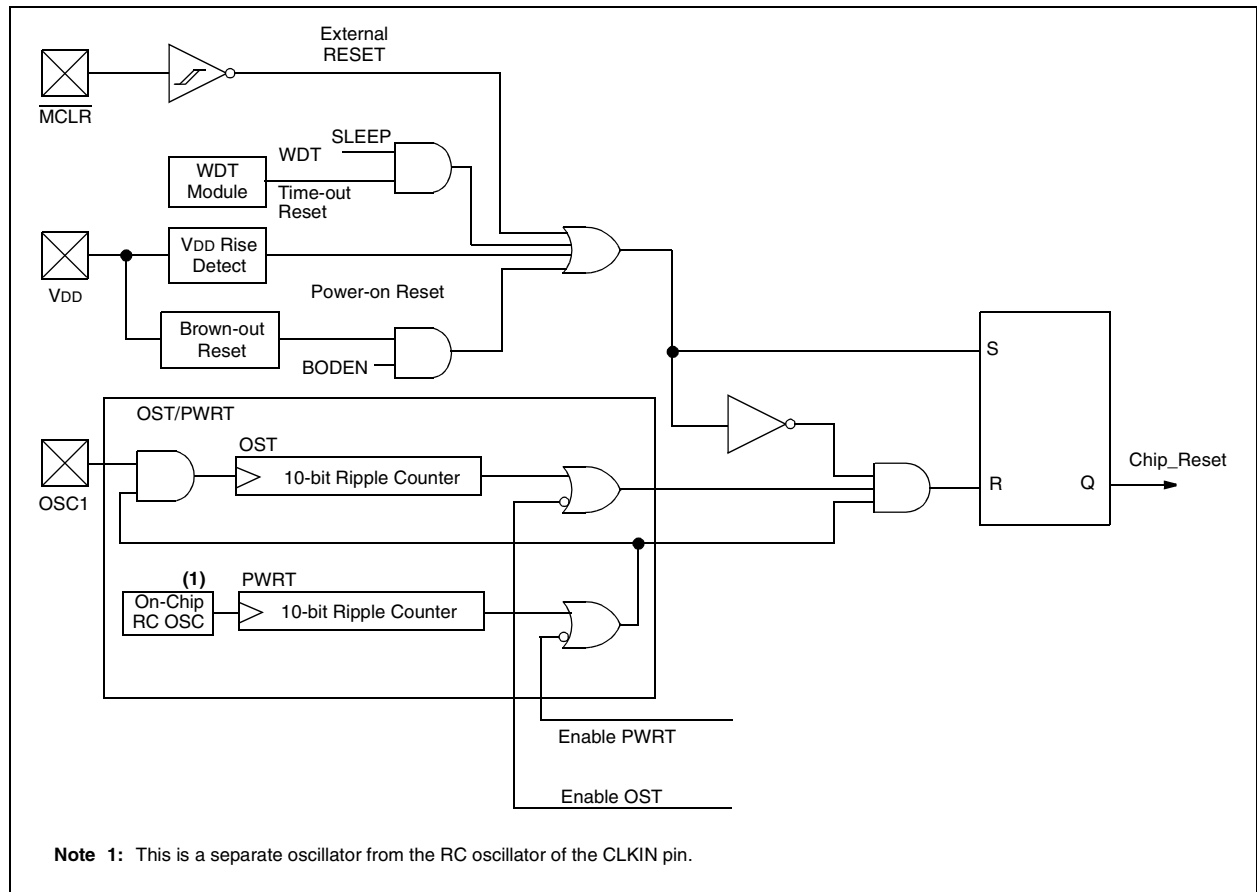 External
RESET
MCLR
SLEEP
WDT
WDT
Module
Time-out
Reset
VDD Rise
Detect
VDD
Power-on Reset
Brown-out
Reset
BODEN
OST/PWRT
OST
10-bit Ripple Counter
OSC1
S
R
Q
Chip_Reset
(1)
PWRT
On-Chip
RC OSC
10-bit Ripple Counter
Enable PWRT
Enable OST
Note 1: This is a separate oscillator from the RC oscillator of the CLKIN pin.